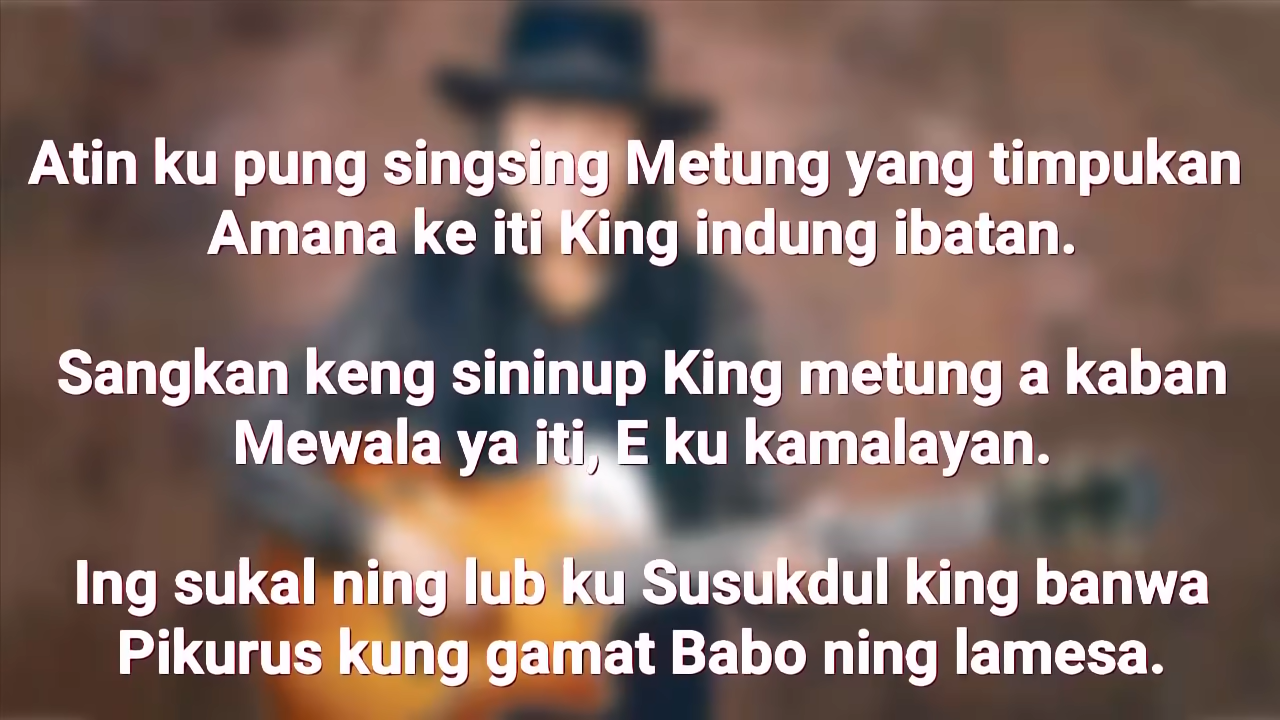 Atin ku pung singsing Metung yang timpukan
Amana ke iti King indung ibatan.
Sangkan keng sininup King metung a kaban
Mewala ya iti, E ku kamalayan.
Ing sukal ning lub ku Susukdul king banwa
Pikurus kung gamat Babo ning lamesa.